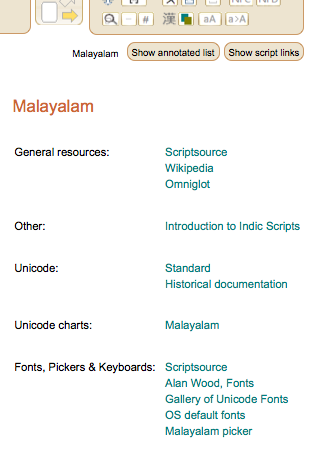 # 漢 aA a>A
Malayalam Show annotated list Show script links
Malayalam
General resources: Scriptsource
Wikipedia
Omniglot
Other: Introduction to Indic Scripts
Unicode: Standard
Historical documentation
Unicode charts: Malayalam
Fonts, Pickers & Keyboards: Scriptsource
Alan Wood, Fonts
Gallery of Unicode Fonts
OS default fonts
Malayalam picker